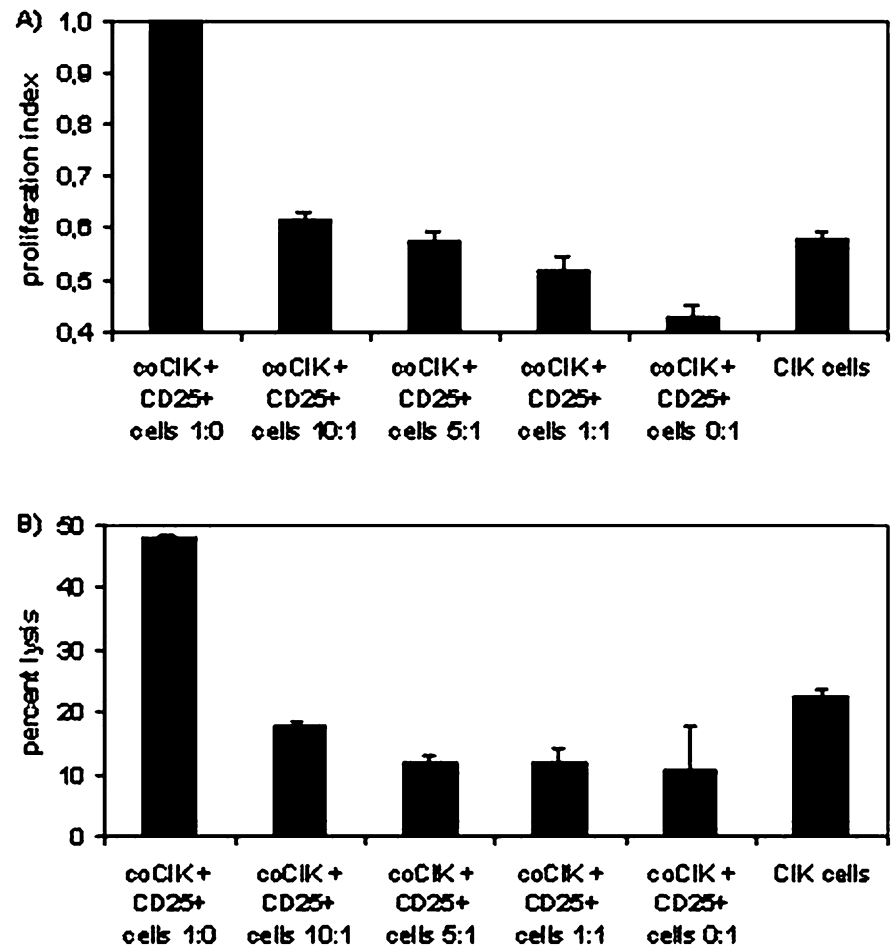 A)
proliferation index
1,0
0,9
0,8
0,7
0,6
0,5
0,4
coCIK + coCIK + coCIK + coCIK + coCIK + CIK cells
CD25+ CD25+ CD25+ CD25+ CD25+
cells 1:0 cells 10:1 cells 5:1 cells 1:1 cells 0:1
B)
percent lysis
50
40
30
20
10
0
coCIK + coCIK + coCIK + coCIK + coCIK + CIK cells
CD25+ CD25+ CD25+ CD25+ CD25+
cells 1:0 cells 10:1 cells 5:1 cells 1:1 cells 0:1